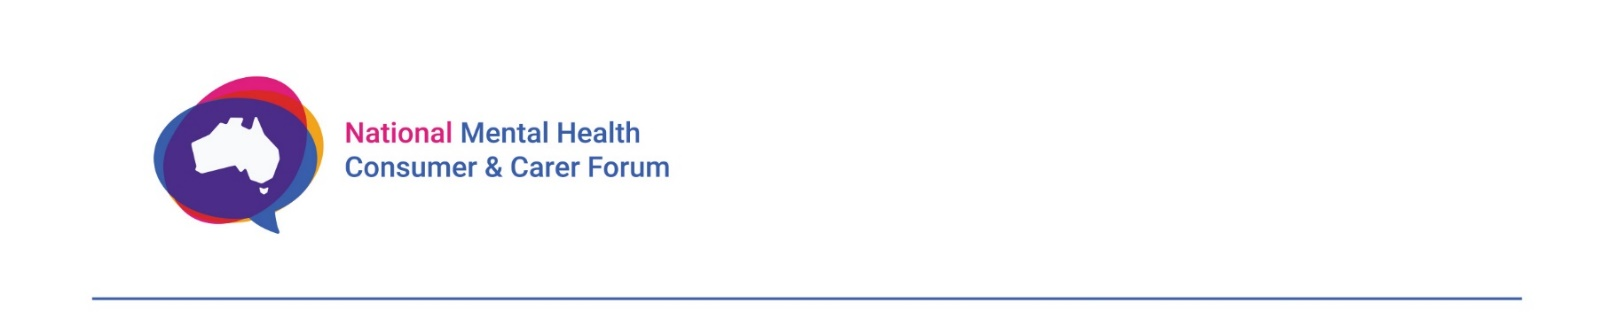 National Mental Health
Consumer & Carer Forum